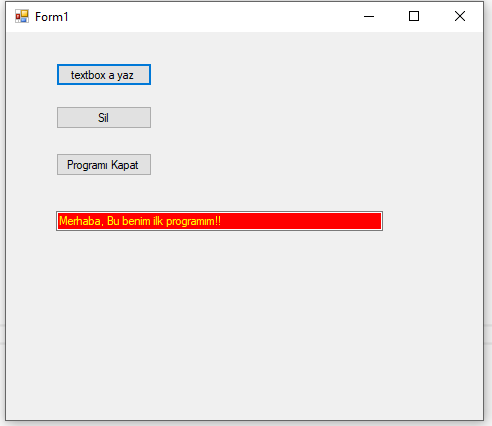 Form1
textbox a yaz
Sil
Programı Kapat
Merhaba, Bu benim ilk programım!!